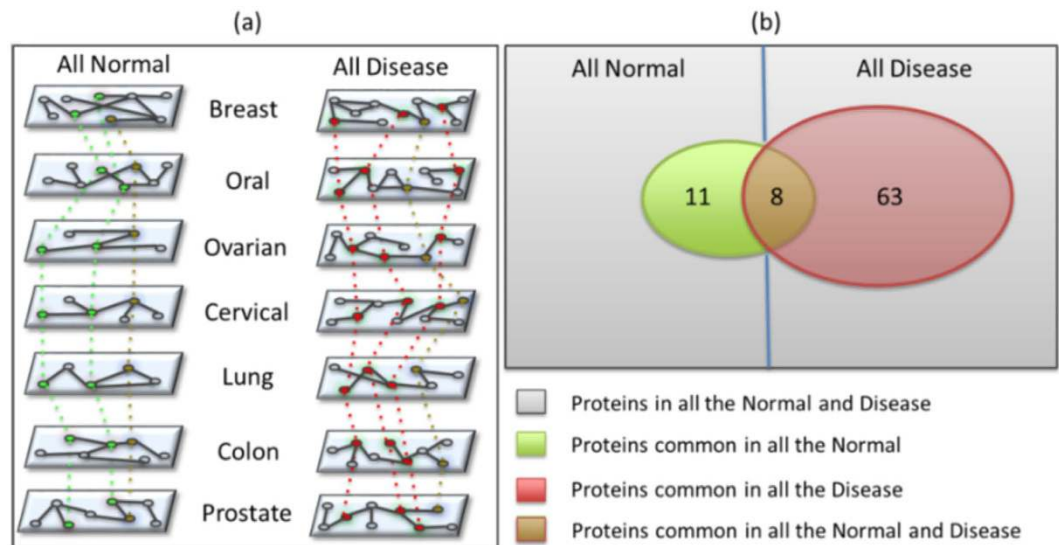 (a)
All Normal
All Disease
Breast
Oral
Ovarian
Cervical
Lung
Colon
Prostate
(b)
All Normal
All Disease
11
8
63
Proteins in all the Normal and Disease
Proteins common in all the Normal
Proteins common in all the Disease
Proteins common in all the Normal and Disease